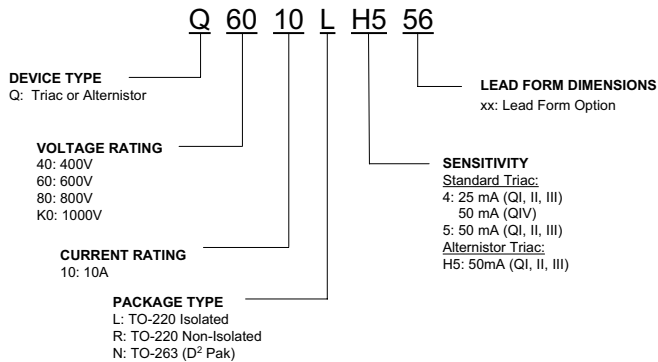 Q 60 10 L H5 56
DEVICE TYPE
Q: Triac or Alternistor
LEAD FORM DIMENSIONS
xx: Lead Form Option
VOLTAGE RATING
40: 400V
60: 600V
80: 800V
K0: 1000V
SENSITIVITY
Standard Triac:
4: 25 mA (QI, II, III)
50 mA (QIV)
5: 50 mA (QI, II, III)
Alternistor Triac:
H5: 50mA (QI, II, III)
CURRENT RATING
10: 10A
PACKAGE TYPE
L: TO-220 Isolated
R: TO-220 Non-Isolated
N: TO-263 (D² Pak)